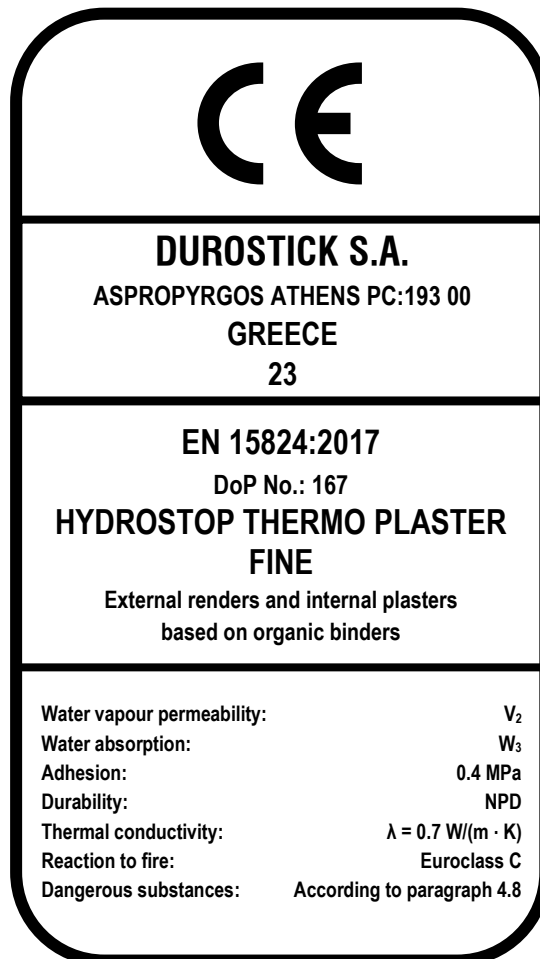 CE
DUROSTICK S.A.
ASPROPYRGOS ATHENS PC:193 00
GREECE
23
EN 15824:2017
DoP No.: 167
HYDROSTOP THERMO PLASTER
FINE
External renders and internal plasters
based on organic binders
Water vapour permeability: V₂
Water absorption: W₃
Adhesion: 0.4 MPa
Durability: NPD
Thermal conductivity: λ = 0.7 W/(m · K)
Reaction to fire: Euroclass C
Dangerous substances: According to paragraph 4.8